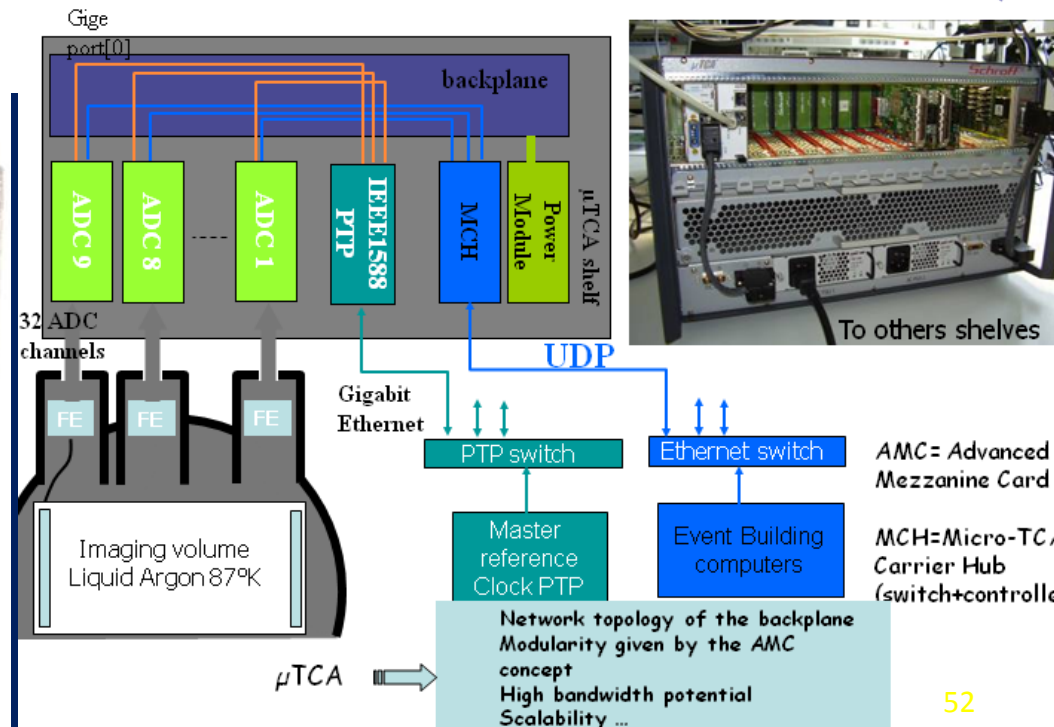 Gige
port[0]
backplane
ADC 9
ADC 8
ADC 1
IEEE1588
PTP
MCH
Power
Module
µTCA shelf
µTCA
Schroff
To others shelves
32 ADC
channels
UDP
Gigabit
Ethernet
FE
FE
FE
PTP switch
Ethernet switch
AMC= Advanced
Mezzanine Card
Imaging volume
Liquid Argon 87ºK
Master
reference
Clock PTP
Event Building
computers
MCH=Micro-TCA
Carrier Hub
(switch+controlle
Network topology of the backplane
Modularity given by the AMC
concept
High bandwidth potential
Scalability ...
µTCA
52